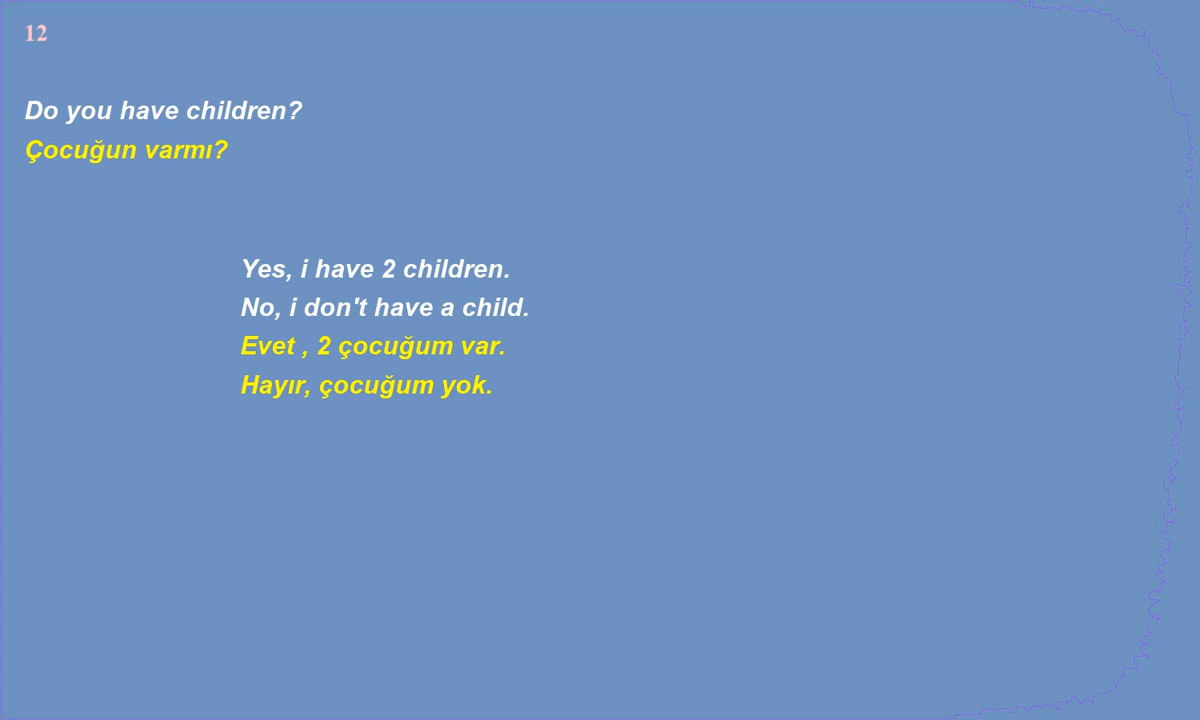 12
Do you have children?
Çocuğun varmı?
Yes, i have 2 children.
No, i don't have a child.
Evet , 2 çocuğum var.
Hayır, çocuğum yok.